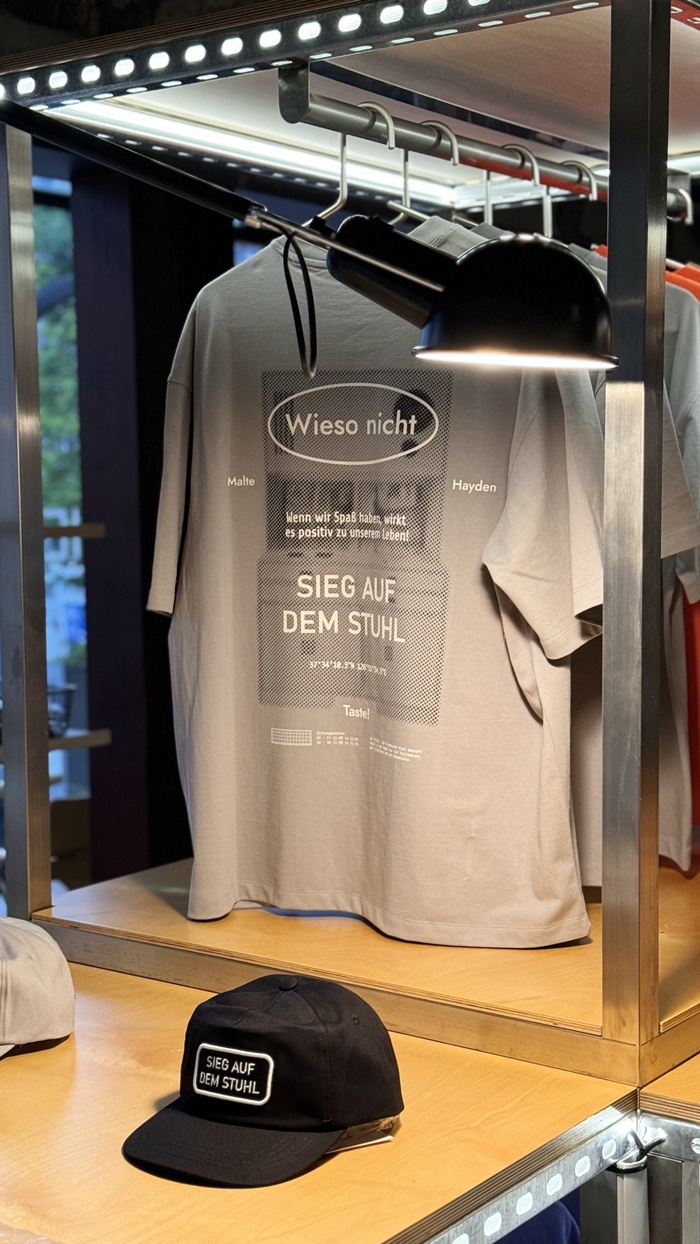 Wieso nicht
Malte
Hayden
Wenn wir Spaß haben, wirkt
es positiv zu unserem Leben!
SIEG AUF
DEM STUHL
Taste!
SIEG AUF
DEM STUHL